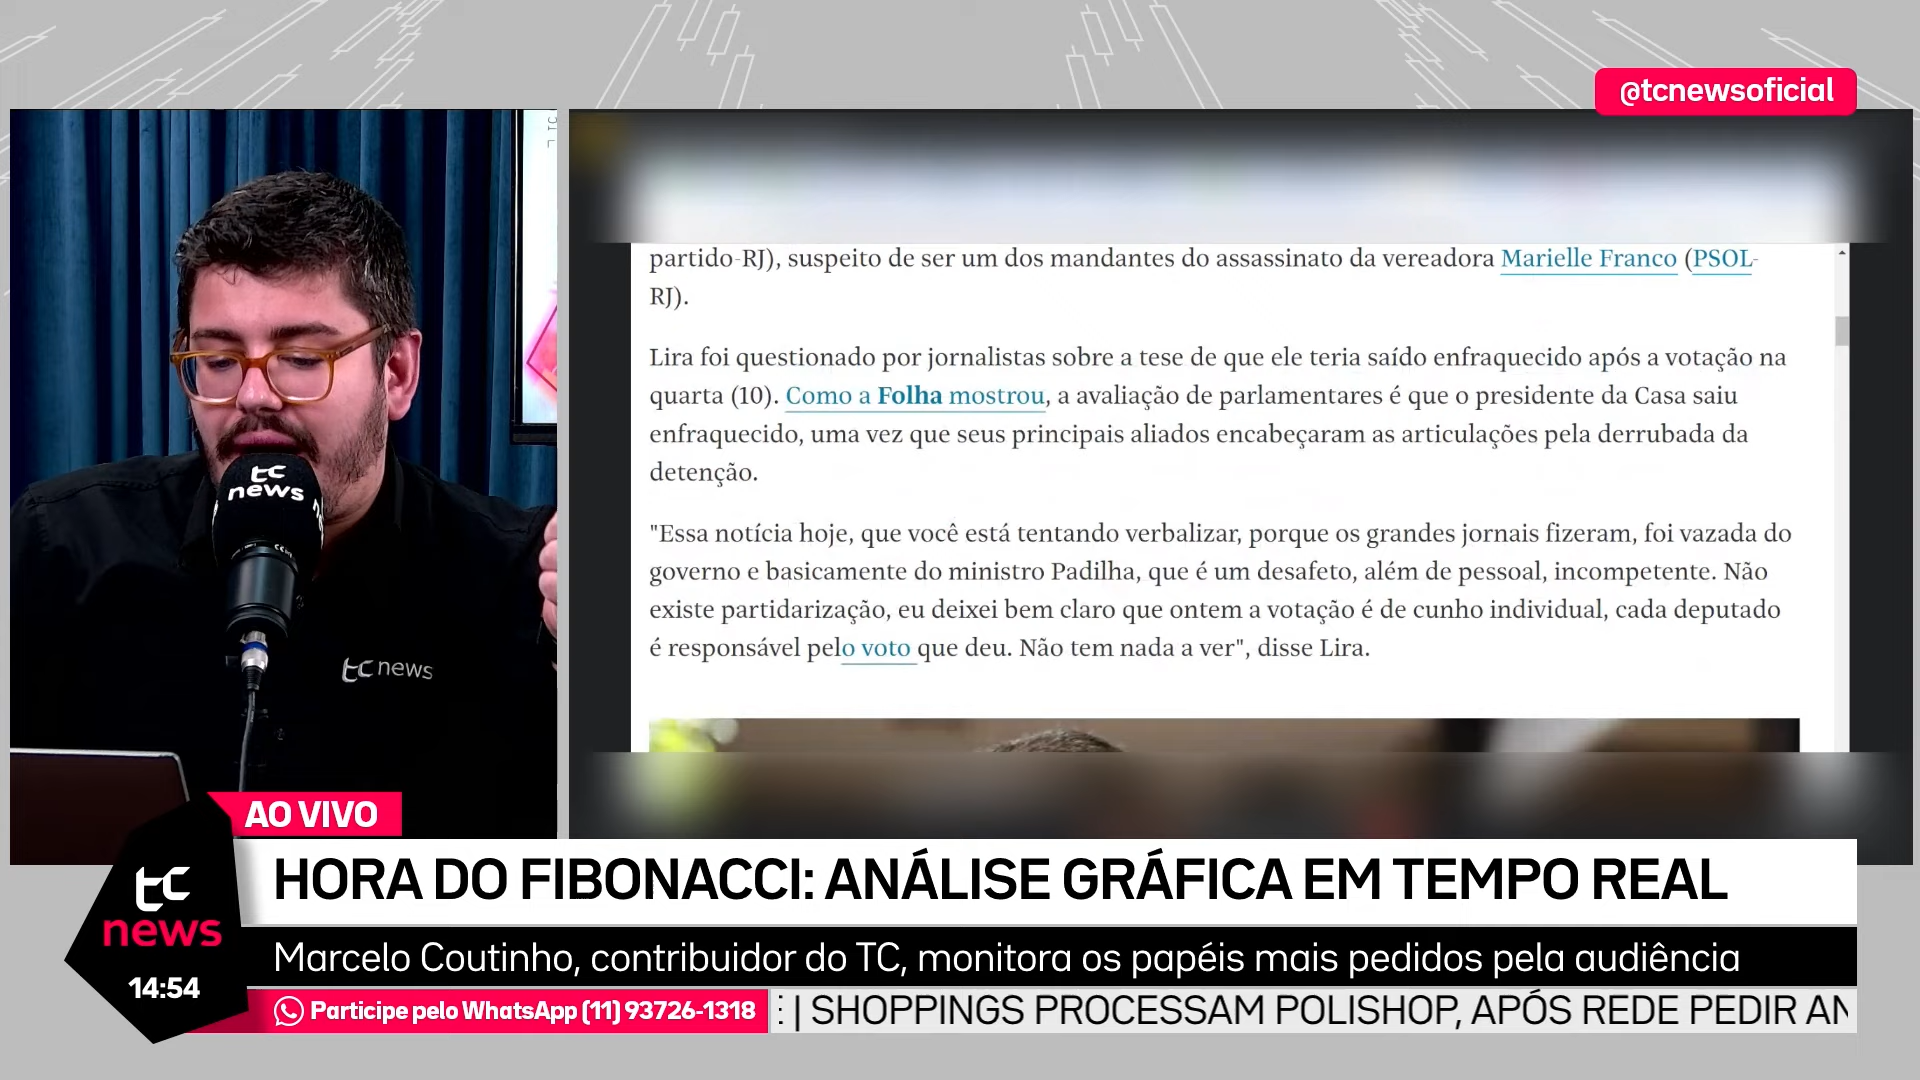 @tcnewsoficial
partido-RJ), suspeito de ser um dos mandantes do assassinato da vereadora Marielle Franco (PSOL-
RJ).
Lira foi questionado por jornalistas sobre a tese de que ele teria saído enfraquecido após a votação na
quarta (10). Como a Folha mostrou, a avaliação de parlamentares é que o presidente da Casa saiu
enfraquecido, uma vez que seus principais aliados encabeçaram as articulações pela derrubada da
detenção.
"Essa notícia hoje, que você está tentando verbalizar, porque os grandes jornais fizeram, foi vazada do
governo e basicamente do ministro Padilha, que é um desafeto, além de pessoal, incompetente. Não
existe partidarização, eu deixei bem claro que ontem a votação é de cunho individual, cada deputado
é responsável pelo voto que deu. Não tem nada a ver", disse Lira.
tc
news
tc news
AO VIVO
HORA DO FIBONACCI: ANÁLISE GRÁFICA EM TEMPO REAL
Marcelo Coutinho, contribuidor do TC, monitora os papéis mais pedidos pela audiência
tc
news
14:54
Participe pelo WhatsApp (11) 93726-1318
| SHOPPINGS PROCESSAM POLISHOP, APÓS REDE PEDIR AN